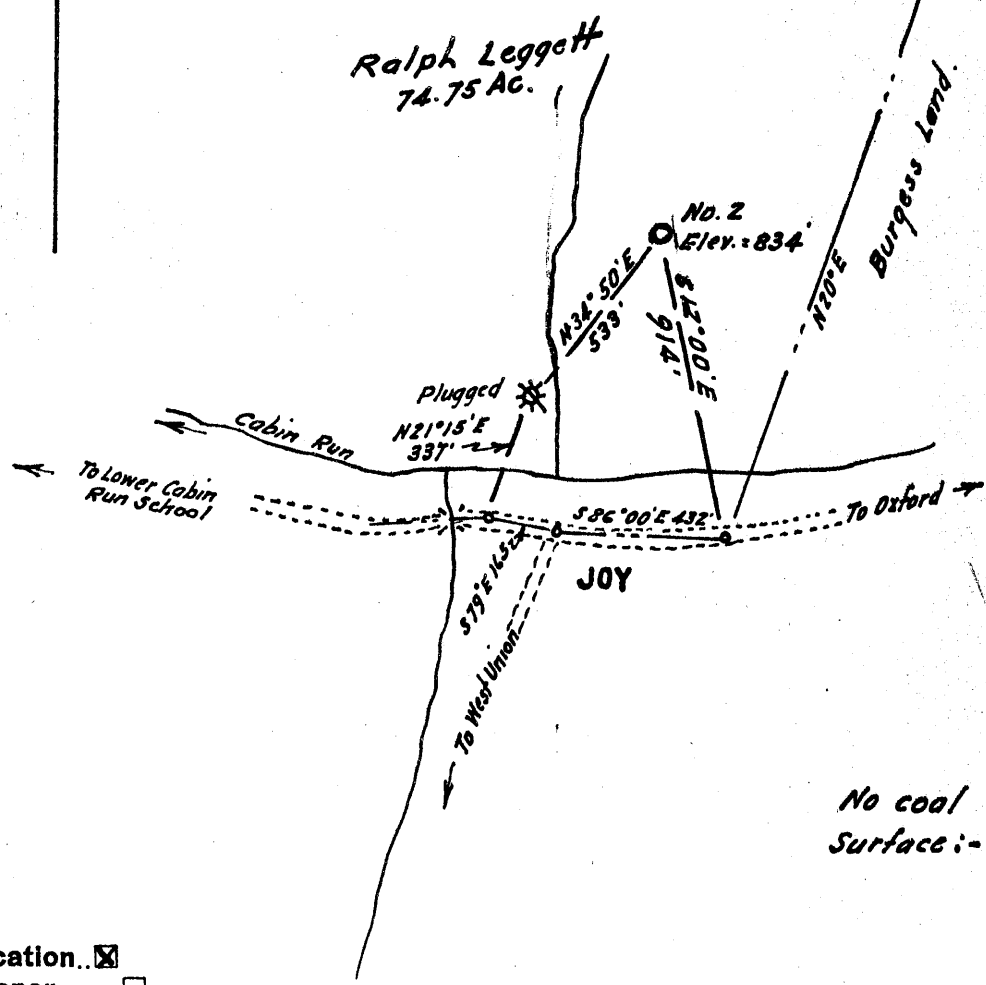 Ralph Leggett
74.75 Ac.
Burgess Land.
No. 2
Elev. = 834'
N34° 50'E
533'
S12°00'E
914'
N20°E
Plugged
N21°15'E
337'
Cabin Run
To Lower Cabin
Run School
S86°00'E 432'
To Oxford
JOY
S79°E 165'
To West Union
No coal
Surface:-
cation..